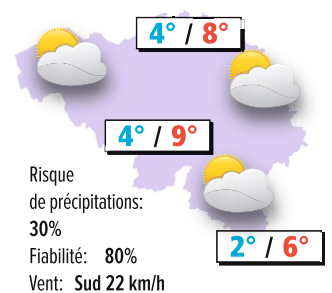 4° / 8°
4° / 9°
Risque
de précipitations:
30%
Fiabilité: 80%
Vent: Sud 22 km/h
2° / 6°